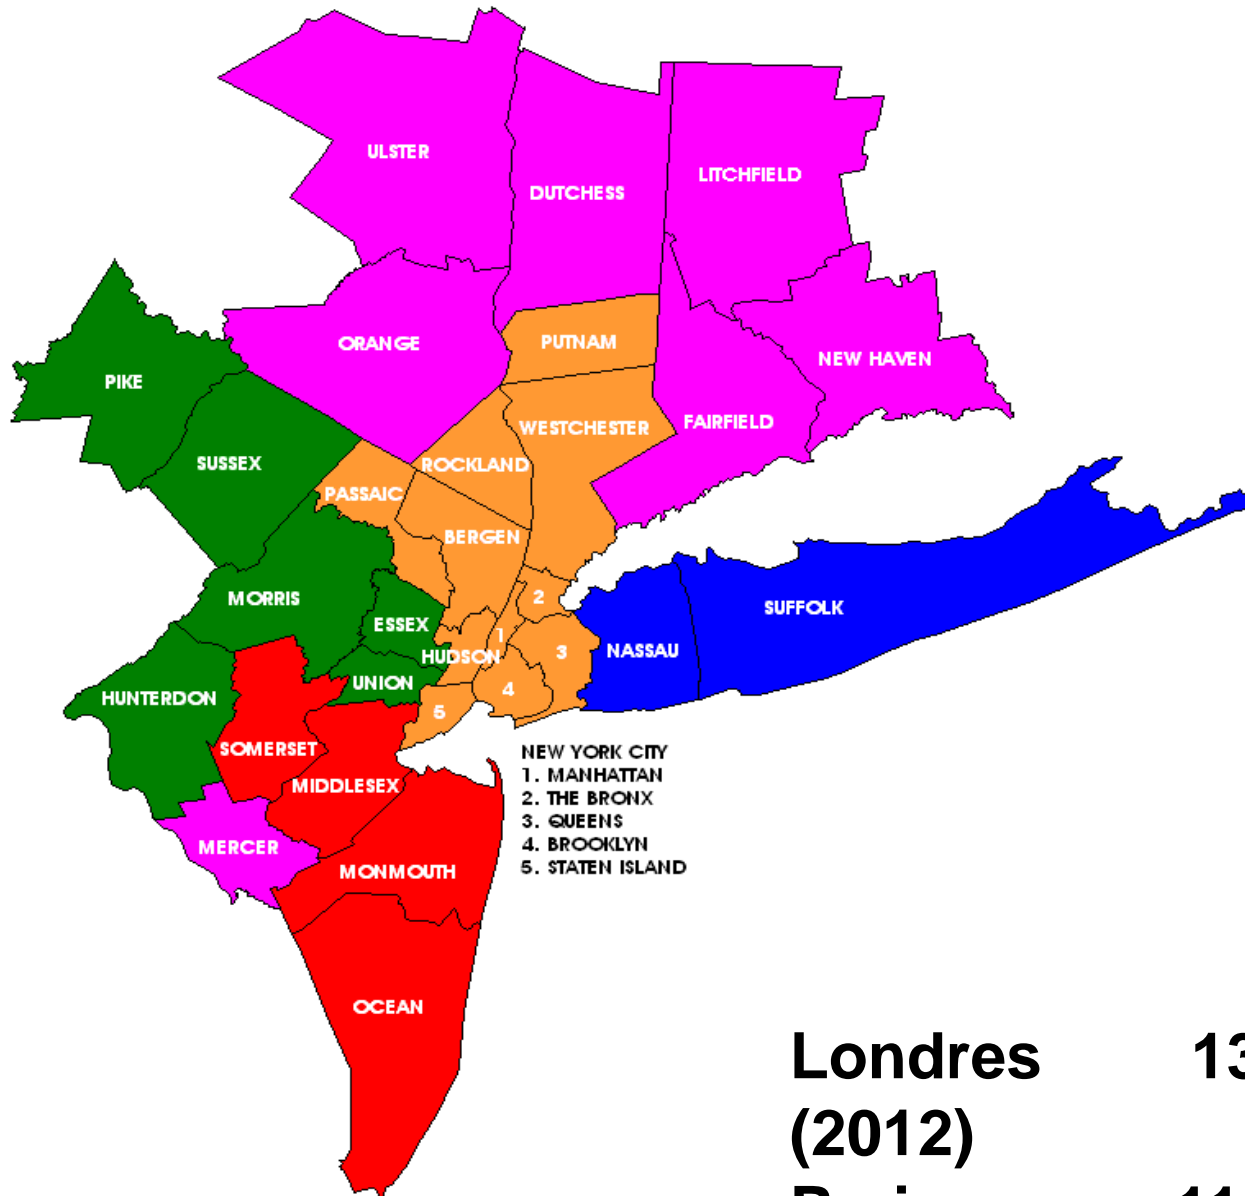 ULSTER
DUTCHESS
LITCHFIELD
ORANGE
PUTNAM
NEW HAVEN
PIKE
WESTCHESTER
FAIRFIELD
SUSSEX
ROCKLAND
PASSAIC
BERGEN
MORRIS
2
SUFFOLK
ESSEX
1
3
NASSAU
HUDSON
UNION
4
HUNTERDON
5
SOMERSET
MIDDLESEX
MERCER
MONMOUTH
OCEAN
NEW YORK CITY
1. MANHATTAN
2. THE BRONX
3. QUEENS
4. BROOKLYN
5. STATEN ISLAND
Londres 13
(2012)
11